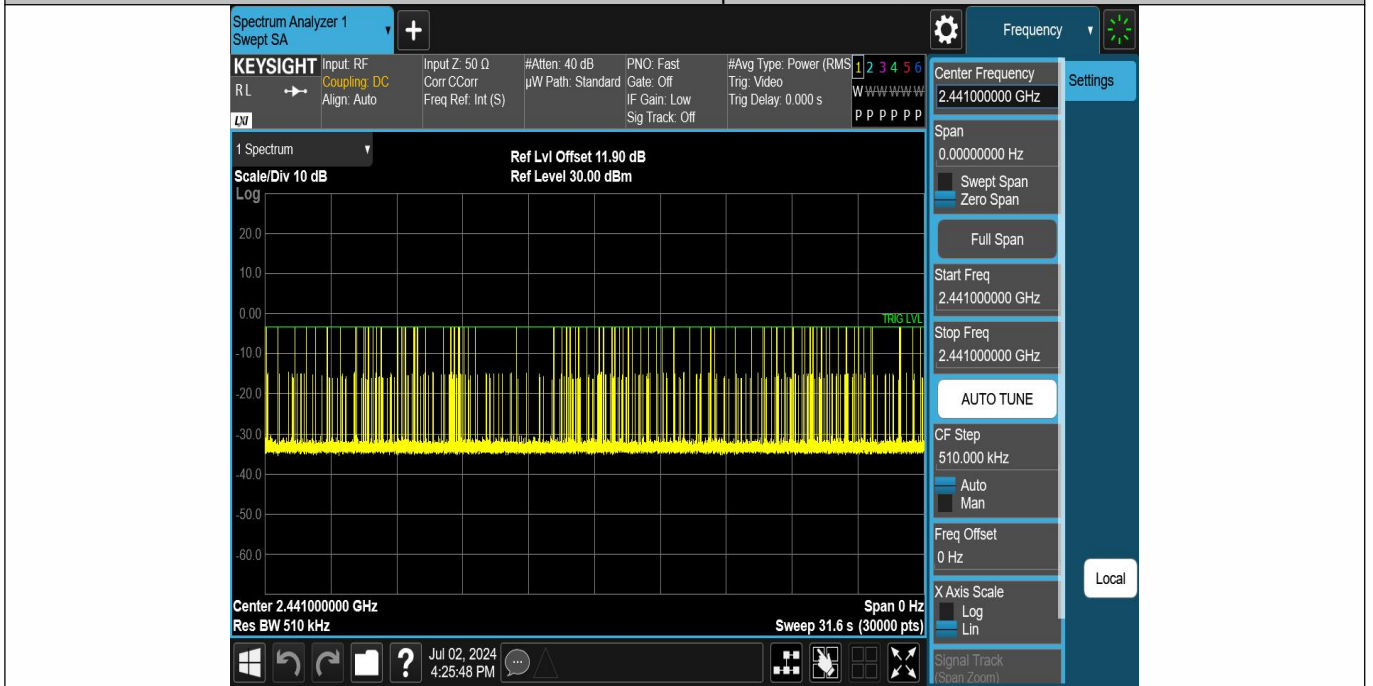 Spectrum Analyzer 1
Swept SA
+
Frequency
KEYSIGHT
RL
LXI
Input: RF
Coupling: DC
Align: Auto
Input Z: 50 Ω
Corr CCorr
Freq Ref: Int (S)
#Atten: 40 dB
µW Path: Standard
PNO: Fast
Gate: Off
IF Gain: Low
Sig Track: Off
#Avg Type: Power (RMS
Trig: Video
Trig Delay: 0.000 s
1 2 3 4 5 6
W W W W W W
P P P P P P
Center Frequency
2.441000000 GHz
Settings
1 Spectrum
Ref Lvl Offset 11.90 dB
Scale/Div 10 dB
Ref Level 30.00 dBm
Log
20.0
10.0
0.00
-10.0
-20.0
-30.0
-40.0
-50.0
-60.0
TRIG LVL
Center 2.441000000 GHz
Span 0 Hz
Res BW 510 kHz
Sweep 31.6 s (30000 pts)
Span
0.00000000 Hz
Swept Span
Zero Span
Full Span
Start Freq
2.441000000 GHz
Stop Freq
2.441000000 GHz
AUTO TUNE
CF Step
510.000 kHz
Auto
Man
Freq Offset
0 Hz
X Axis Scale
Log
Lin
Signal Track
(Span Zoom)
Local
?
Jul 02, 2024
4:25:48 PM